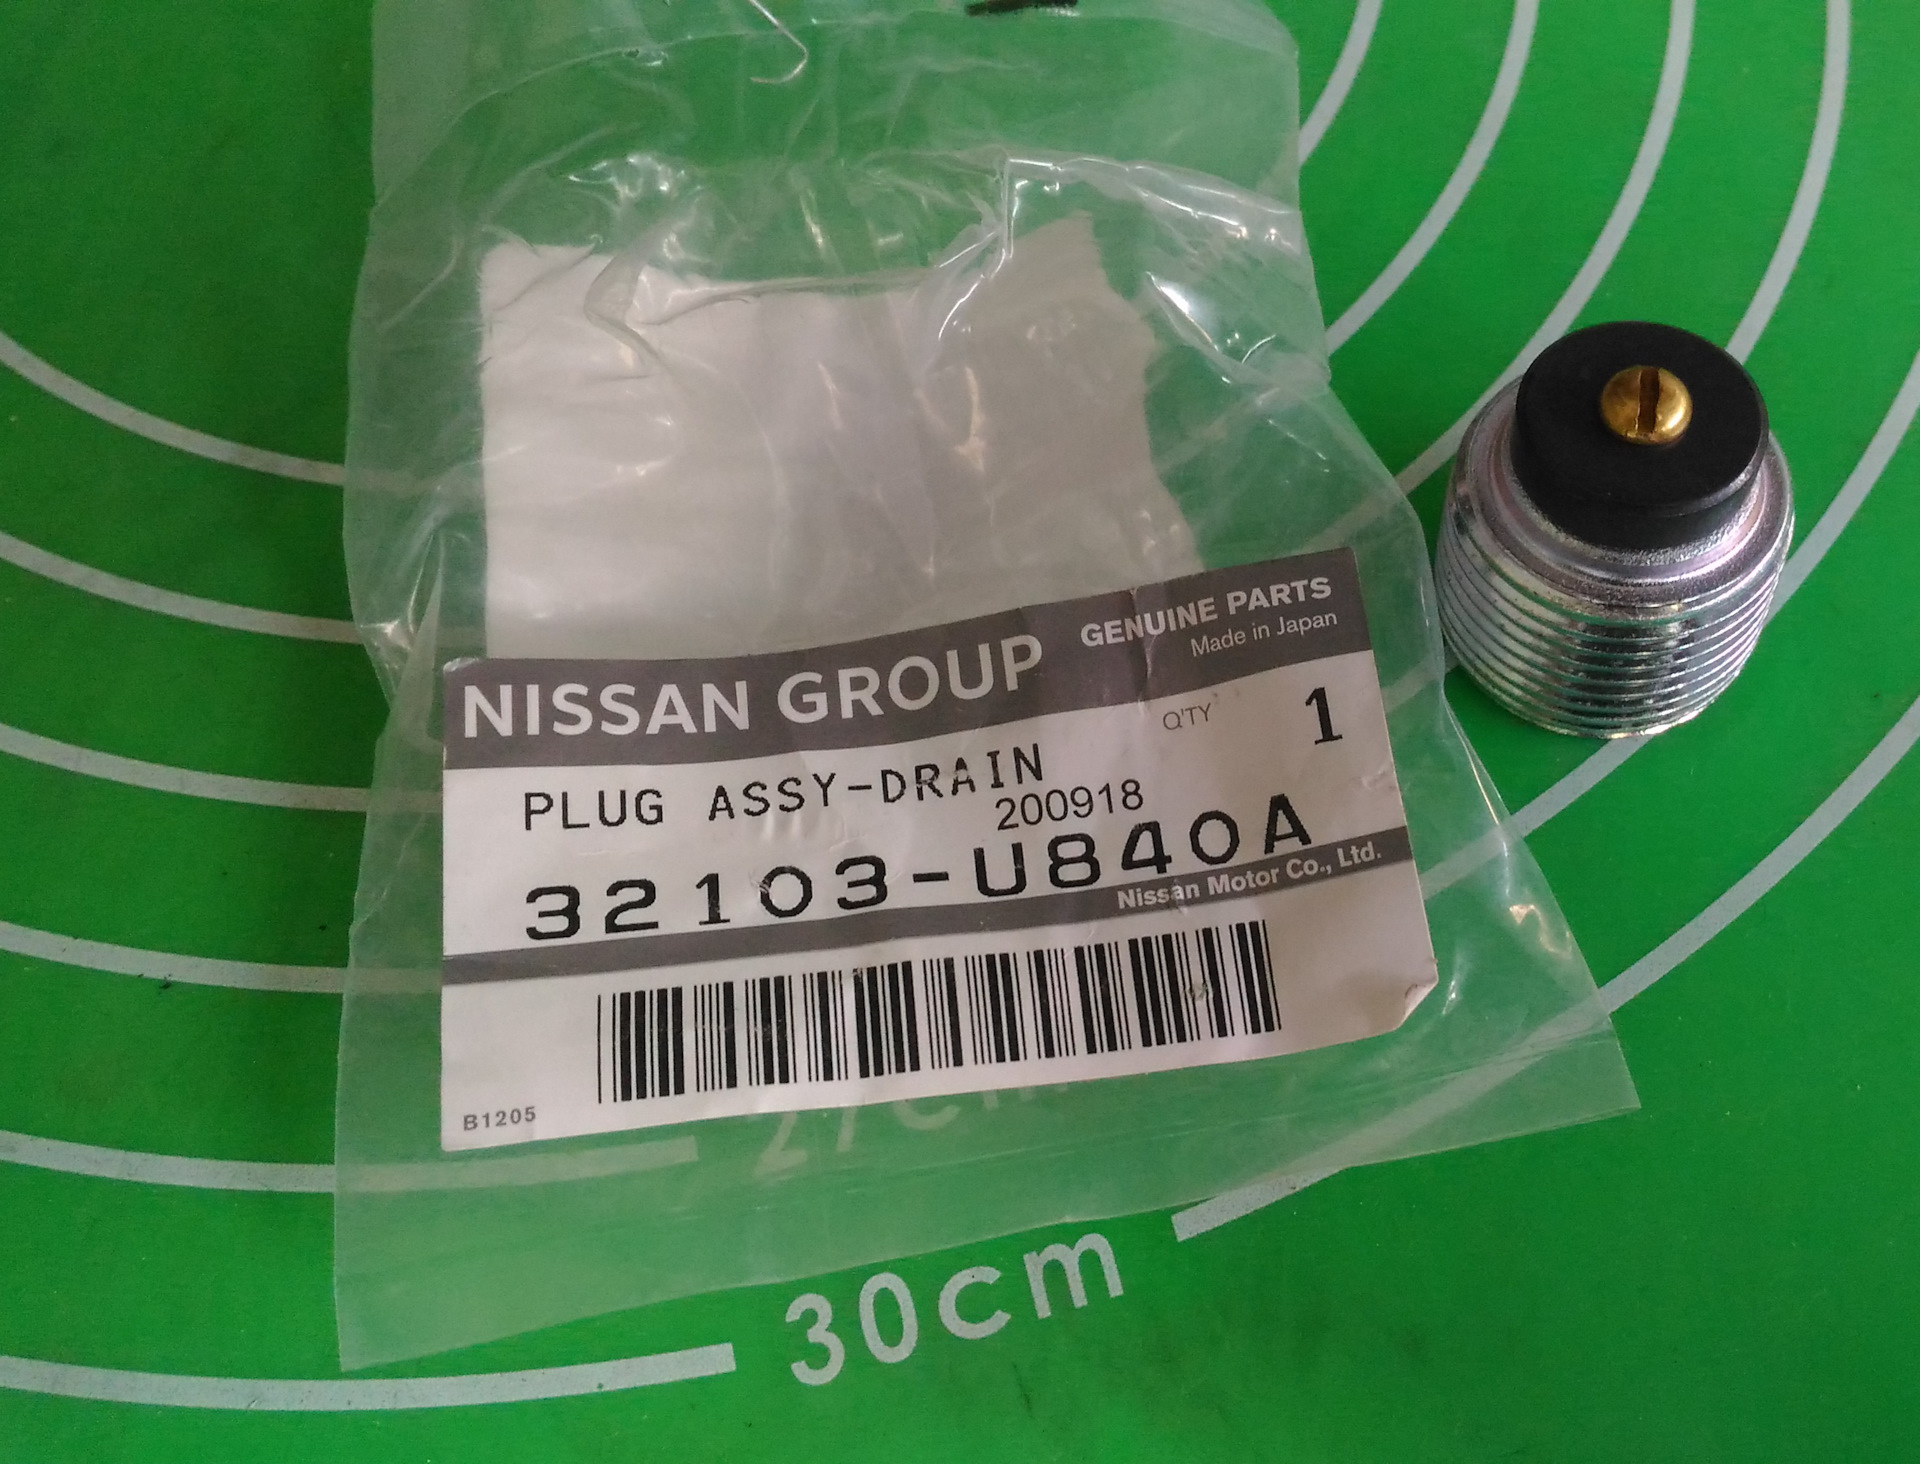 NISSAN GROUP
GENUINE PARTS
Made in Japan
Q'TY 1
PLUG ASSY-DRAIN
200918
32103-U840A
Nissan Motor Co., Ltd.
B1205
27cm
30cm